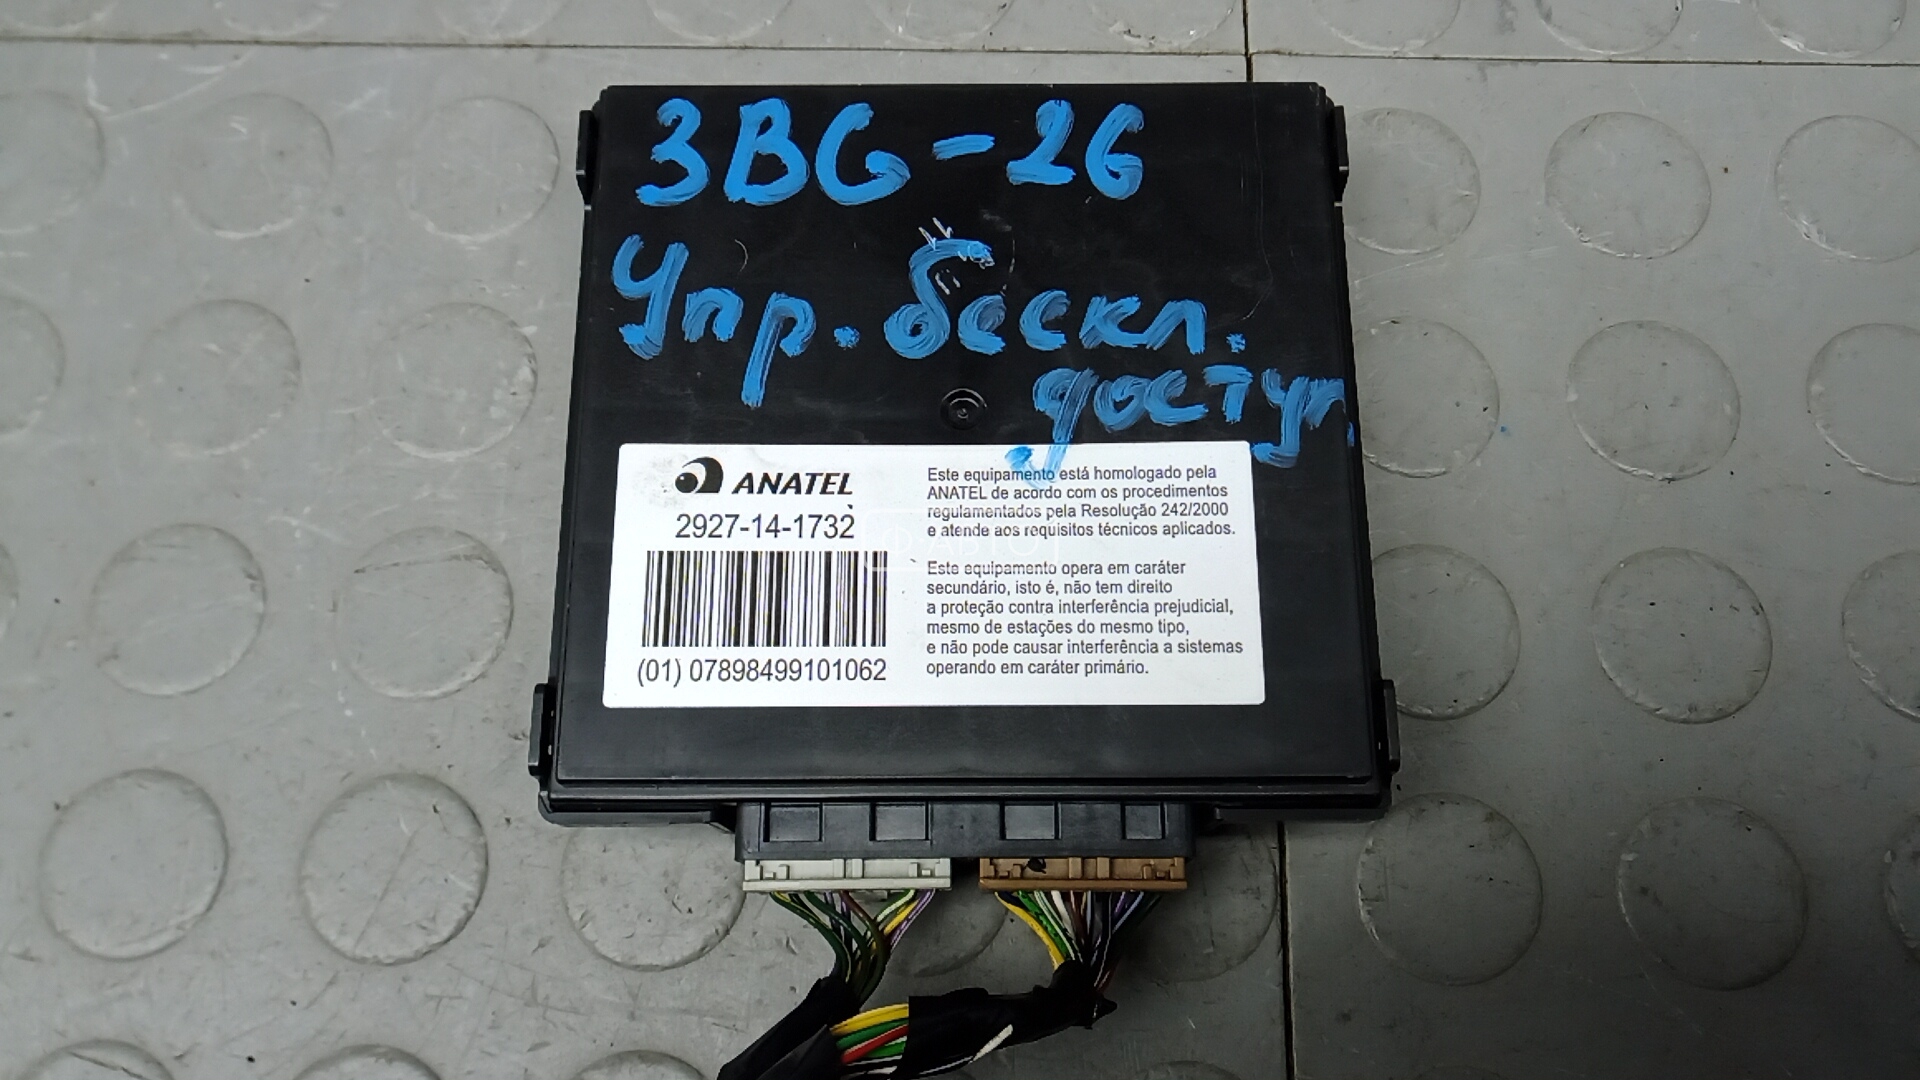 3BG-26
Упр. бескл.
доступ
ANATEL
2927-14-1732
(01) 07898499101062
Este equipamento está homologado pela
ANATEL de acordo com os procedimentos
regulamentados pela Resolução 242/2000
e atende aos requisitos técnicos aplicados.
Este equipamento opera em caráter
secundário, isto é, não tem direito
a proteção contra interferência prejudicial,
mesmo de estações do mesmo tipo,
e não pode causar interferência a sistemas
operando em caráter primário.
Ф-АВТО